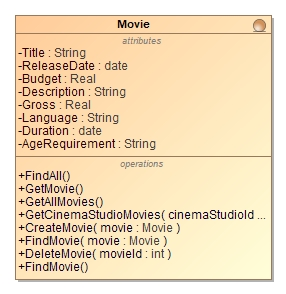 Movie
attributes
-Title : String
-ReleaseDate : date
-Budget : Real
-Description : String
-Gross : Real
-Language : String
-Duration : date
-AgeRequirement : String
operations
+FindAll()
+GetMovie()
+GetAllMovies()
+GetCinemaStudioMovies( cinemaStudioId ...
+CreateMovie( movie : Movie )
+FindMovie( movie : Movie )
+DeleteMovie( movieId : int )
+FindMovie()